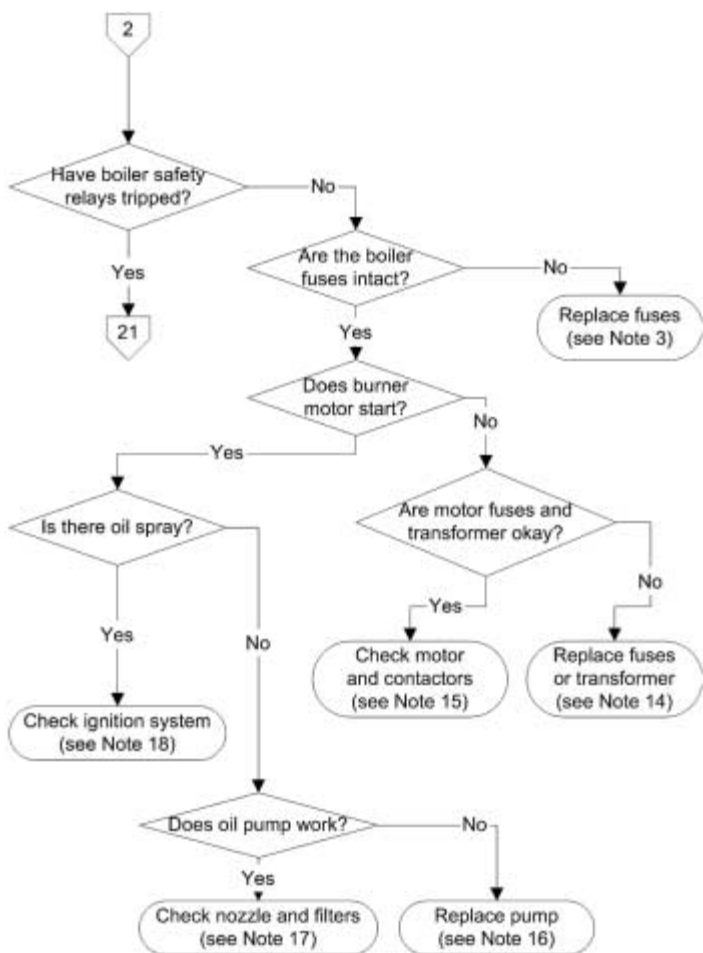 2
Have boiler safety
relays tripped?
No
Yes
Are the boiler
fuses intact?
No
21
Replace fuses
(see Note 3)
Yes
Does burner
motor start?
No
Yes
Is there oil spray?
Are motor fuses and
transformer okay?
No
Yes
Yes
No
Check motor
and contactors
(see Note 15)
Replace fuses
or transformer
(see Note 14)
Check ignition system
(see Note 18)
Does oil pump work?
No
Yes
Check nozzle and filters
(see Note 17)
Replace pump
(see Note 16)